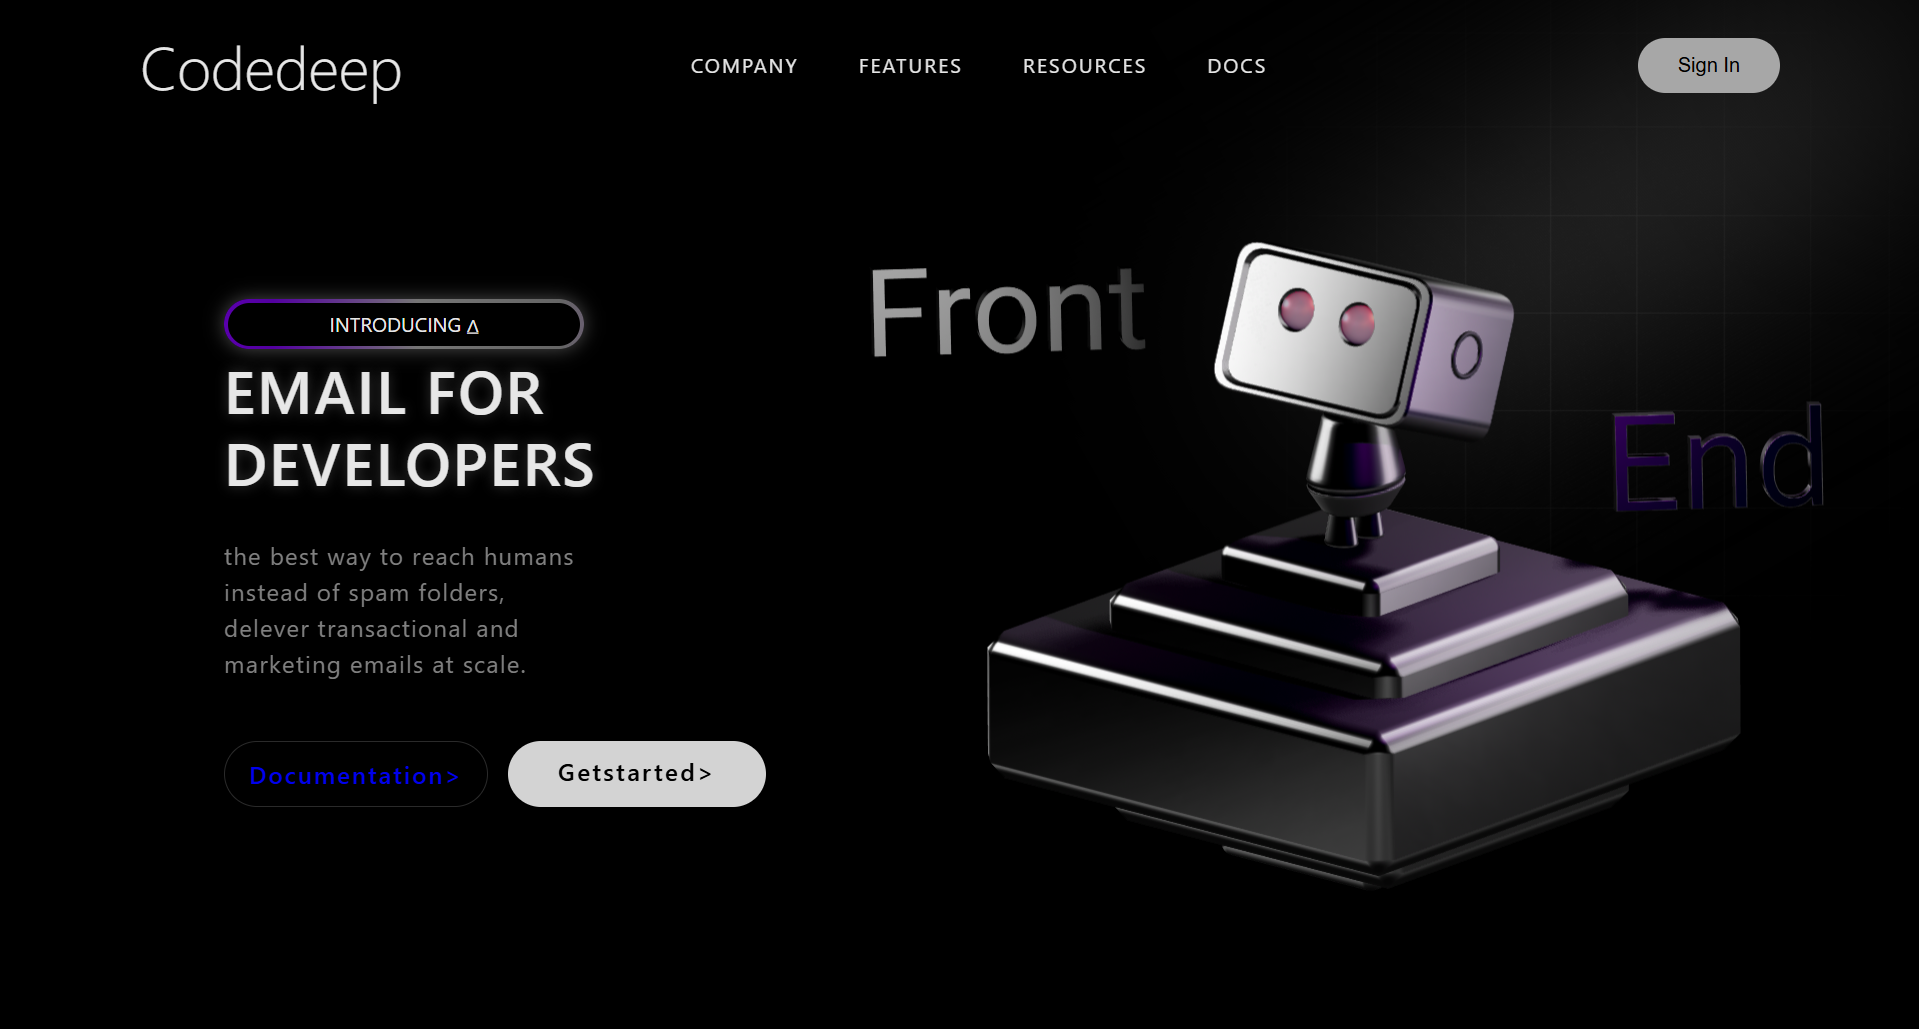 Codedeep
COMPANY FEATURES RESOURCES DOCS
Sign In
INTRODUCING Δ
EMAIL FOR
DEVELOPERS
the best way to reach humans
instead of spam folders,
delever transactional and
marketing emails at scale.
Documentation>
Getstarted>
Front
End